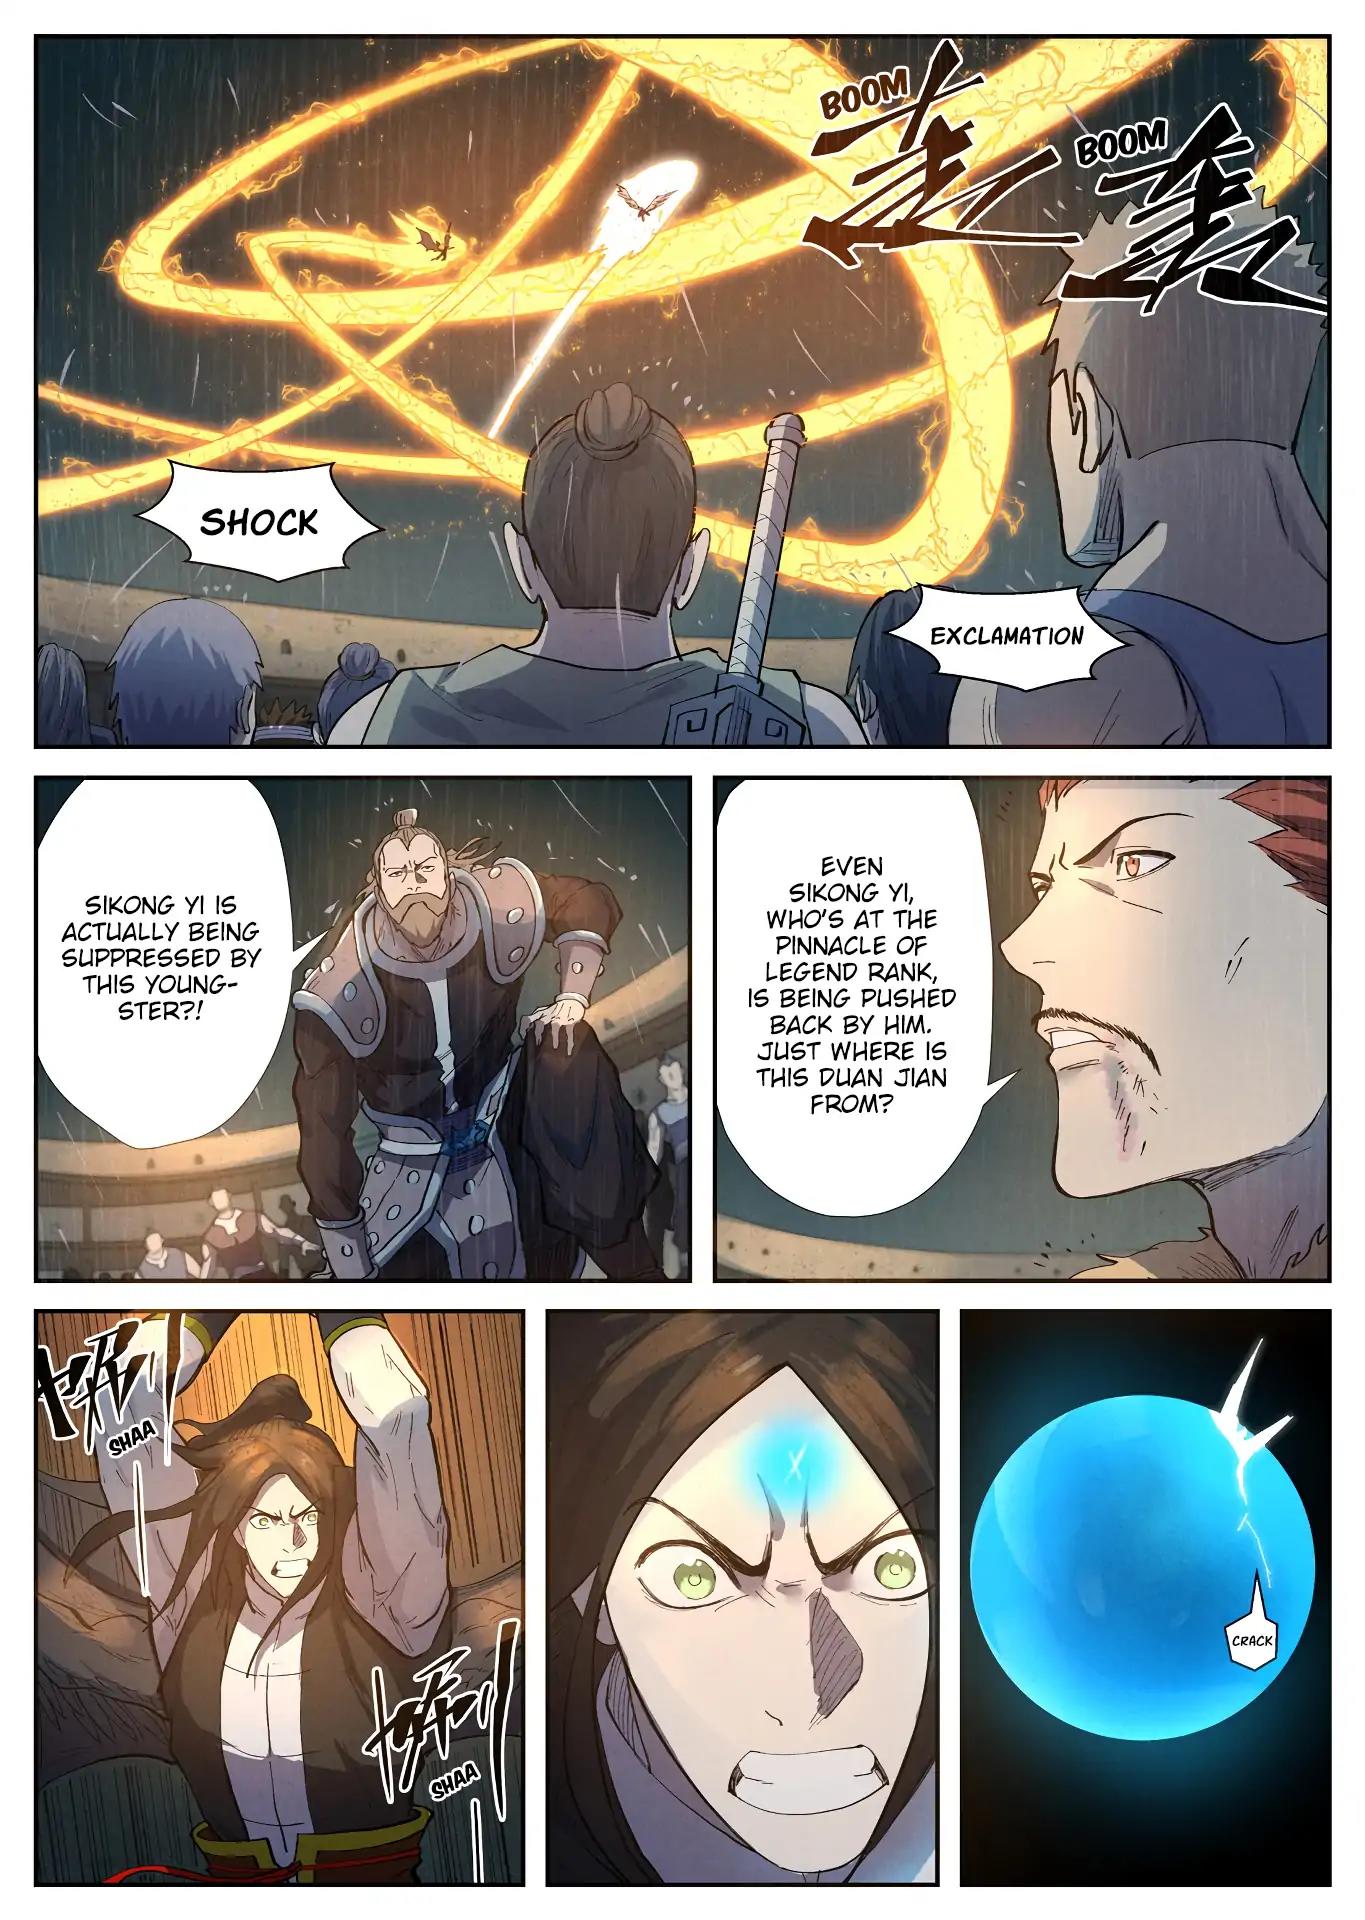 BOOM
轰
BOOM
轰
SHOCK
EXCLAMATION
SIKONG YI IS
ACTUALLY BEING
SUPPRESSED BY
THIS YOUNG-
STER?!
EVEN
SIKONG YI,
WHO'S AT THE
PINNACLE OF
LEGEND RANK,
IS BEING PUSHED
BACK BY HIM.
JUST WHERE IS
THIS DUAN JIAN
FROM?
SHAA
SHAA
CRACK